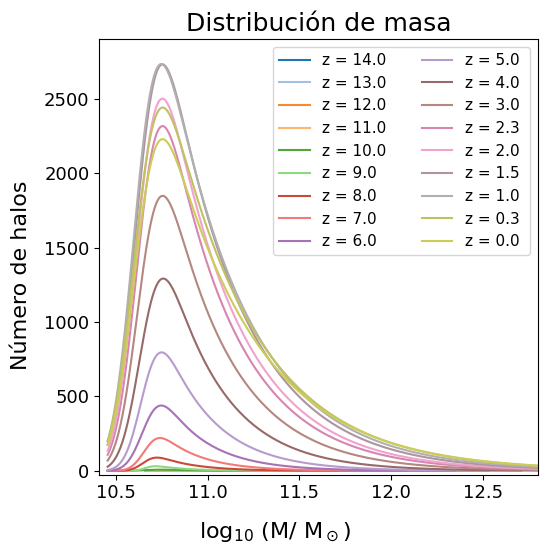 Distribución de masa
Número de halos
2500
2000
1500
1000
500
0
z = 14.0
z = 13.0
z = 12.0
z = 11.0
z = 10.0
z = 9.0
z = 8.0
z = 7.0
z = 6.0
z = 5.0
z = 4.0
z = 3.0
z = 2.3
z = 2.0
z = 1.5
z = 1.0
z = 0.3
z = 0.0
10.5 11.0 11.5 12.0 12.5
log₁₀ (M/ M⊙)